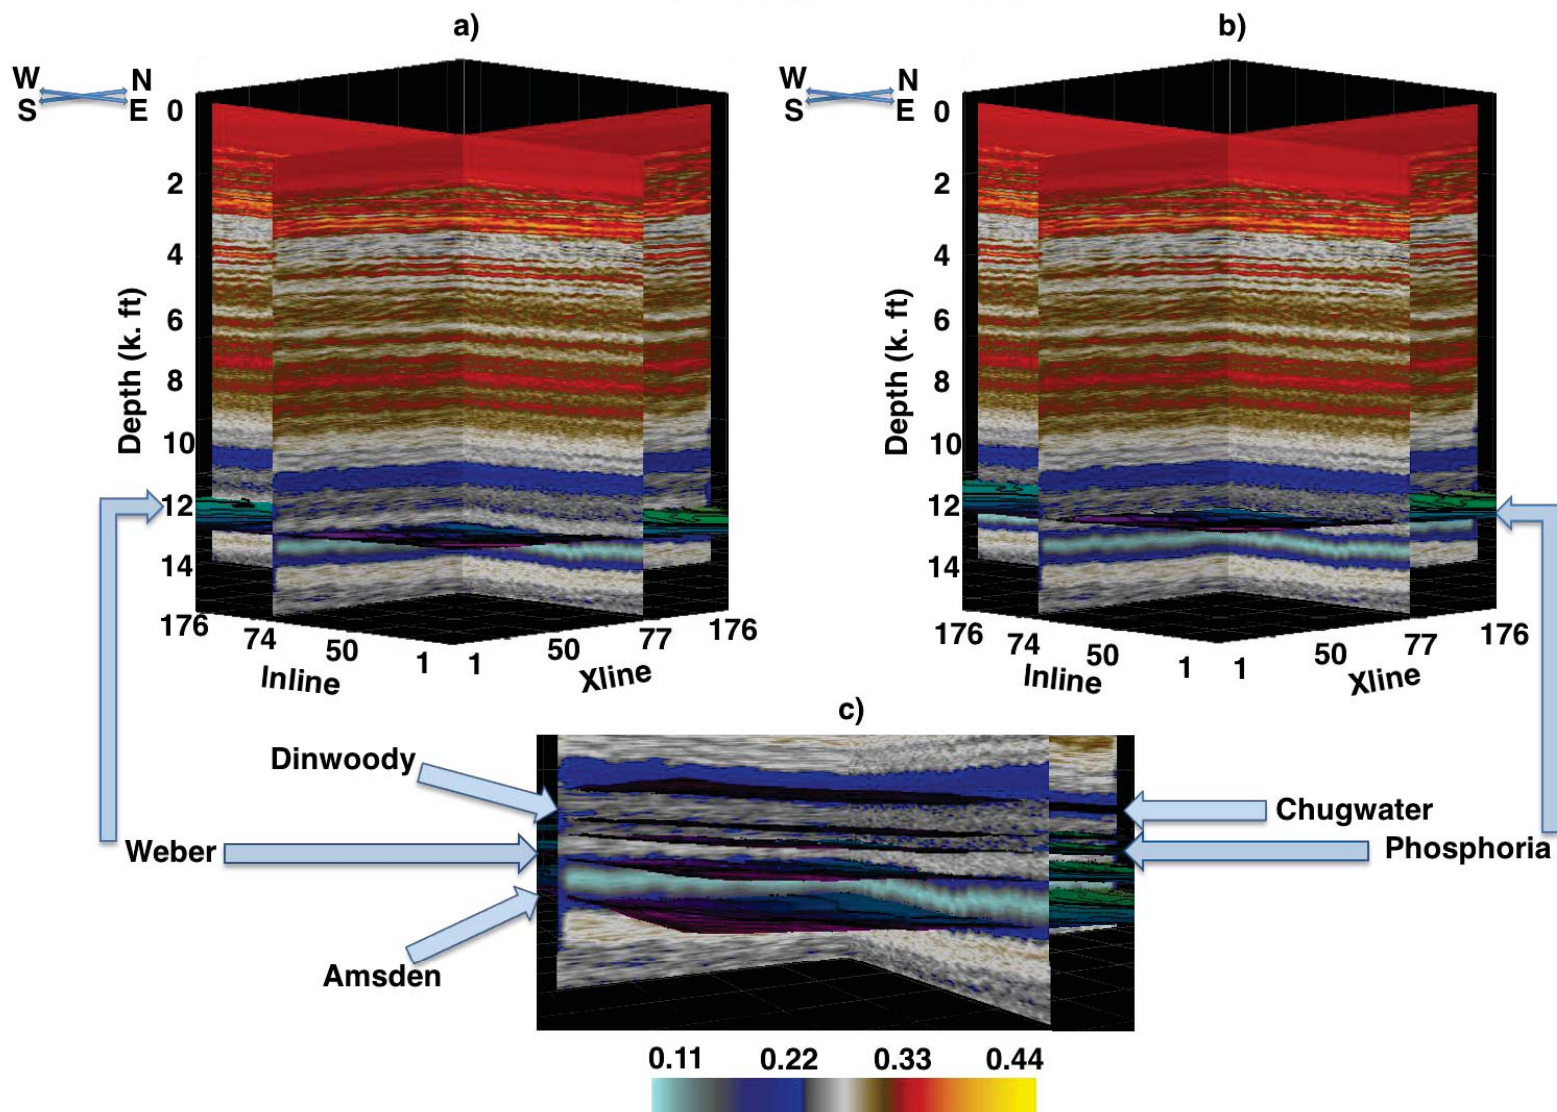 a)
W N
S E
0
2
4
6
8
10
12
14
Depth (k. ft)
176 74 50 1 1 50 77 176
Inline Xline
b)
W N
S E
0
2
4
6
8
10
12
14
Depth (k. ft)
176 74 50 1 1 50 77 176
Inline Xline
c)
Dinwoody
Chugwater
Weber
Phosphoria
Amsden
0.11 0.22 0.33 0.44